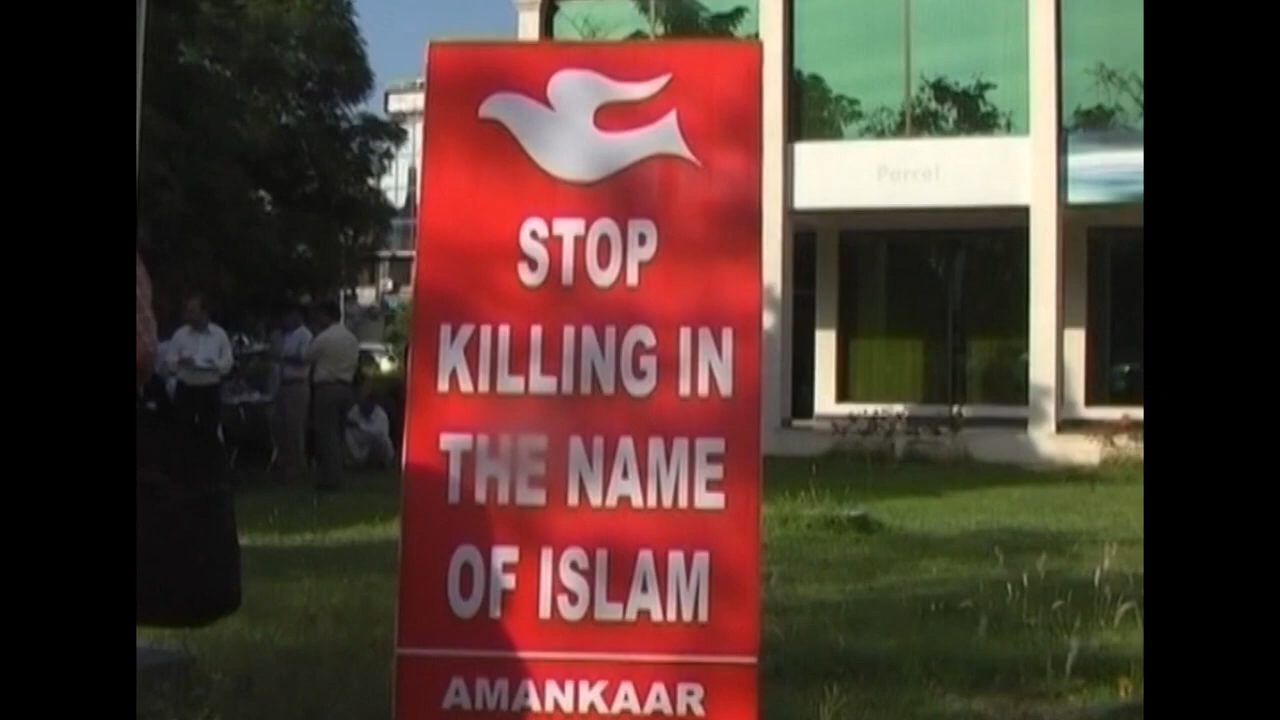 STOP
KILLING IN
THE NAME
OF ISLAM
AMANKAAR
Parcel